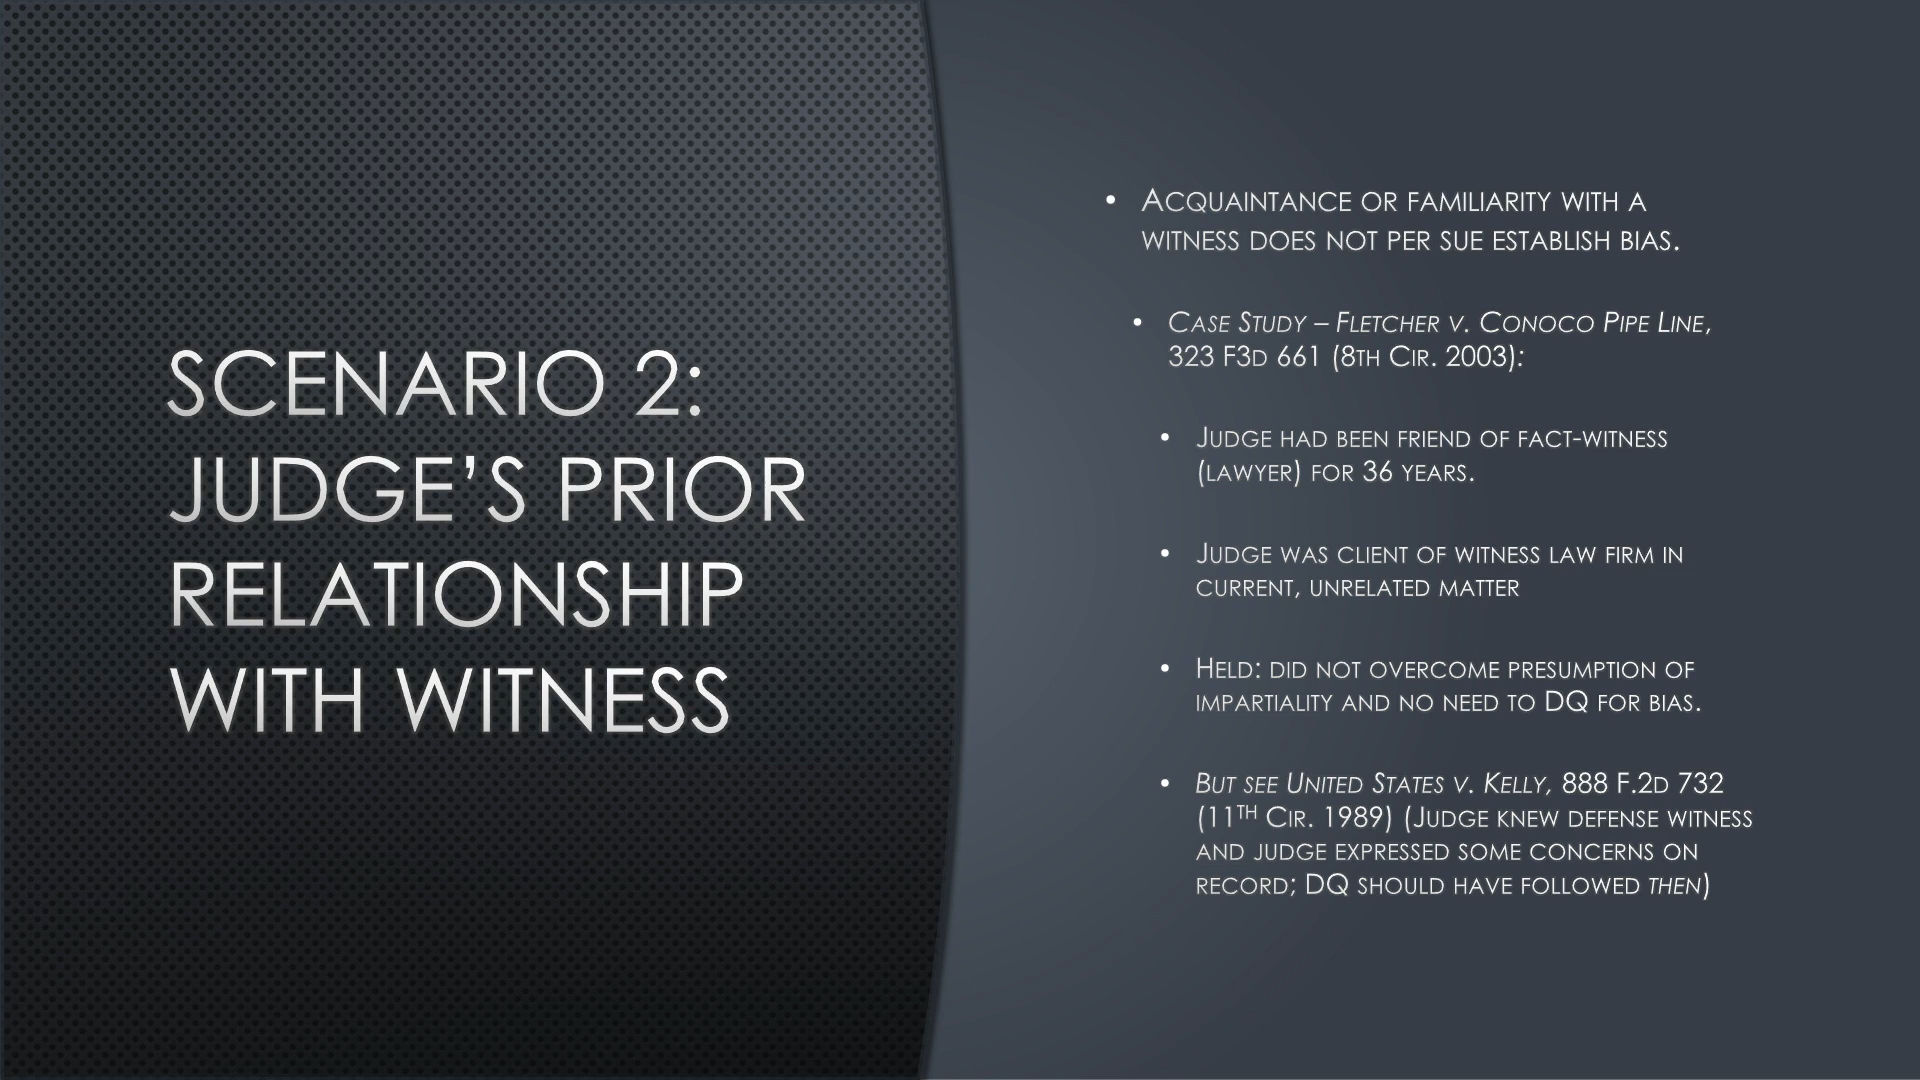 SCENARIO 2:
JUDGE'S PRIOR
RELATIONSHIP
WITH WITNESS
• ACQUAINTANCE OR FAMILIARITY WITH A
WITNESS DOES NOT PER SUE ESTABLISH BIAS.
• CASE STUDY – FLETCHER V. CONOCO PIPE LINE,
323 F3D 661 (8TH CIR. 2003):
• JUDGE HAD BEEN FRIEND OF FACT-WITNESS
(LAWYER) FOR 36 YEARS.
• JUDGE WAS CLIENT OF WITNESS LAW FIRM IN
CURRENT, UNRELATED MATTER
• HELD: DID NOT OVERCOME PRESUMPTION OF
IMPARTIALITY AND NO NEED TO DQ FOR BIAS.
• BUT SEE UNITED STATES V. KELLY, 888 F.2D 732
(11TH CIR. 1989) (JUDGE KNEW DEFENSE WITNESS
AND JUDGE EXPRESSED SOME CONCERNS ON
RECORD; DQ SHOULD HAVE FOLLOWED THEN)